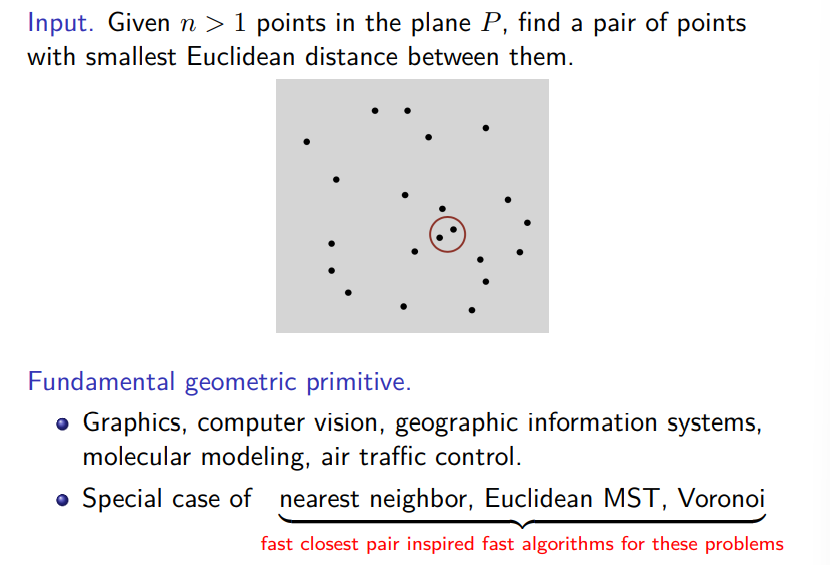 Input. Given n > 1 points in the plane P, find a pair of points
with smallest Euclidean distance between them.
Fundamental geometric primitive.
Graphics, computer vision, geographic information systems,
molecular modeling, air traffic control.
Special case of nearest neighbor, Euclidean MST, Voronoi
fast closest pair inspired fast algorithms for these problems